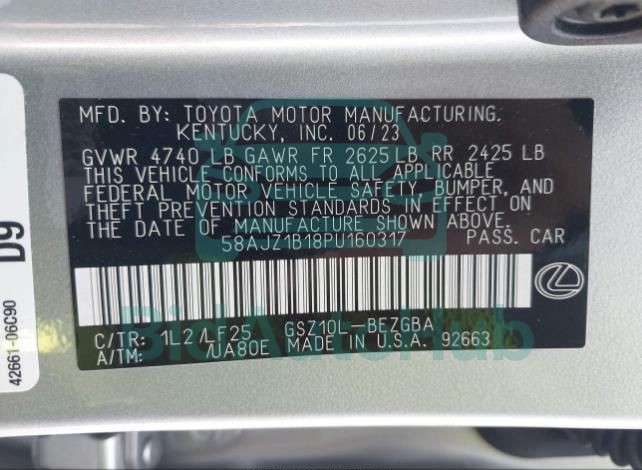 MFD. BY: TOYOTA MOTOR MANUFACTURING.
KENTUCKY, INC. 06/23
GVWR 4740 LB GAWR FR 2625 LB RR 2425 LB
THIS VEHICLE CONFORMS TO ALL APPLICABLE
FEDERAL MOTOR VEHICLE SAFETY, BUMPER, AND
THEFT PREVENTION STANDARDS IN EFFECT ON
THE DATE OF MANUFACTURE SHOWN ABOVE.
58AJZ1B18PU160317 PASS. CAR
C/TR: 1L2/LF25 GSZ10L-BEZGBA
A/TM: /UA80E MADE IN U.S.A. 92663
D9
42661-06C90
BidAutoHub